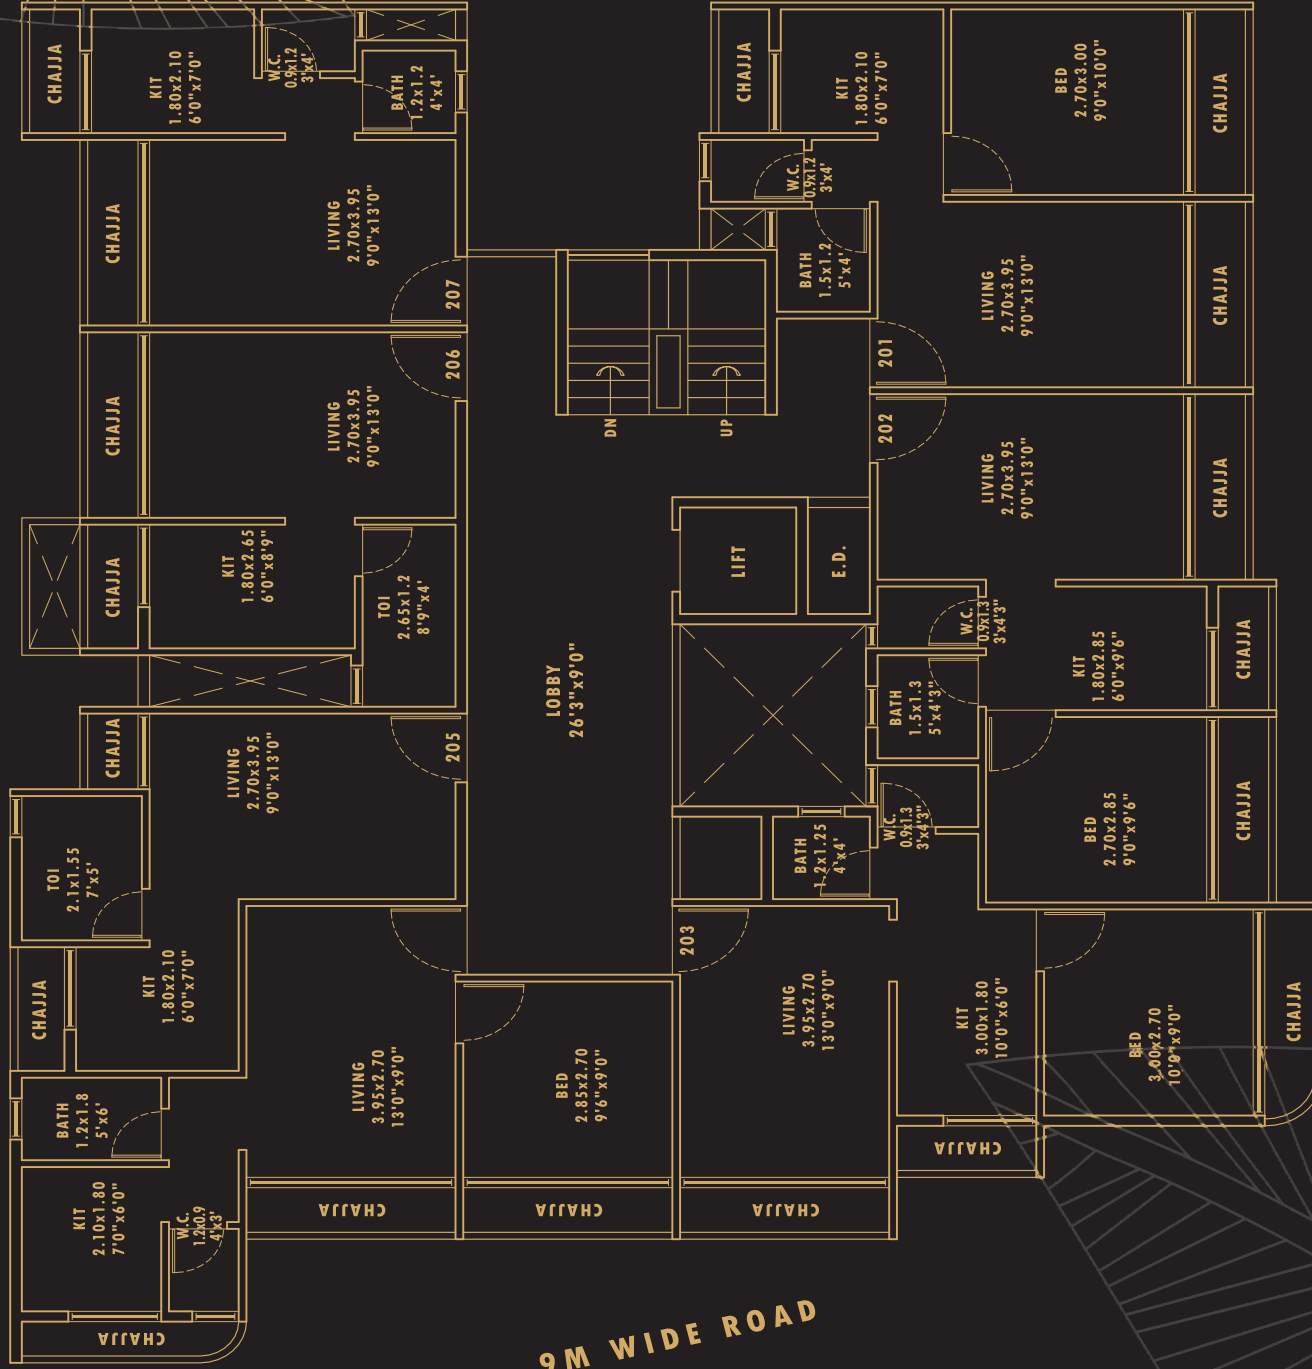 CHAJJA
KIT
1.80x2.10
6'0"x7'0"
W.C.
0.9x1.2
3'x4'
BATH
1.2x1.2
4'x4'
CHAJJA
KIT
1.80x2.10
6'0"x7'0"
BED
2.70x3.00
9'0"x10'0"
CHAJJA
W.C.
0.9x1.2
3'x4'
CHAJJA
LIVING
2.70x3.95
9'0"x13'0"
207
BATH
1.5x1.2
5'x4'
LIVING
2.70x3.95
9'0"x13'0"
CHAJJA
201
206
CHAJJA
LIVING
2.70x3.95
9'0"x13'0"
DN
UP
202
LIVING
2.70x3.95
9'0"x13'0"
CHAJJA
CHAJJA
KIT
1.80x2.65
6'0"x8'9"
TOI
2.65x1.2
8'9"x4'
LIFT
E.D.
W.C.
0.9x1.3
3'x4'3"
KIT
1.80x2.85
6'0"x9'6"
CHAJJA
LOBBY
26'3"x9'0"
BATH
1.5x1.3
5'x4'3"
CHAJJA
LIVING
2.70x3.95
9'0"x13'0"
205
W.C.
0.9x1.3
3'x4'3"
BED
2.70x2.85
9'0"x9'6"
CHAJJA
TOI
2.1x1.55
7'x5'
BATH
1.2x1.25
4'x4'
203
CHAJJA
KIT
1.80x2.10
6'0"x7'0"
LIVING
3.95x2.70
13'0"x9'0"
KIT
3.00x1.80
10'0"x6'0"
BED
3.00x2.70
10'0"x9'0"
CHAJJA
BATH
1.2x1.8
5'x6'
LIVING
3.95x2.70
13'0"x9'0"
BED
2.85x2.70
9'6"x9'0"
CHAJJA
KIT
2.10x1.80
7'0"x6'0"
W.C.
1.2x0.9
4'x3'
CHAJJA
CHAJJA
CHAJJA
CHAJJA
9M WIDE ROAD